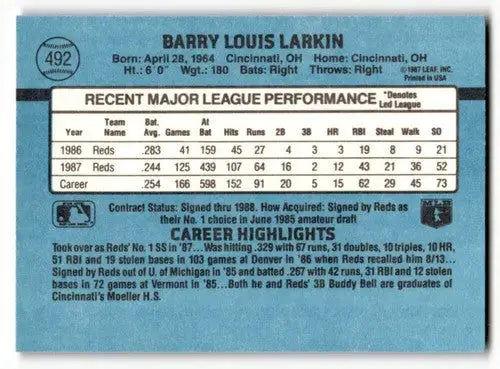 492
BARRY LOUIS LARKIN
Born: April 28, 1964 Cincinnati, OH Home: Cincinnati, OH
Ht.: 6'0" Wgt.: 180 Bats: Right Throws: Right
©1987 LEAF, INC.
Printed in USA
RECENT MAJOR LEAGUE PERFORMANCE *Denotes Led League
Year Team Name Bat. Avg. Games At Bat Hits Runs 2B 3B HR RBI Steal Walk SO
1986 Reds .283 41 159 45 27 4 3 3 19 8 9 21
1987 Reds .244 125 439 107 64 16 2 12 43 21 36 52
Career .254 166 598 152 91 20 5 15 62 29 45 73
Contract Status: Signed thru 1988. How Acquired: Signed by Reds as
their No. 1 choice in June 1985 amateur draft
CAREER HIGHLIGHTS
Took over as Reds' No. 1 SS in '87...Was hitting .329 with 67 runs, 31 doubles, 10 triples, 10 HR,
51 RBI and 19 stolen bases in 103 games at Denver in '86 when Reds recalled him 8/13...
Signed by Reds out of U. of Michigan in '85 and batted .267 with 42 runs, 31 RBI and 12 stolen
bases in 72 games at Vermont in '85...Both he and Reds' 3B Buddy Bell are graduates of
Cincinnati's Moeller H.S.